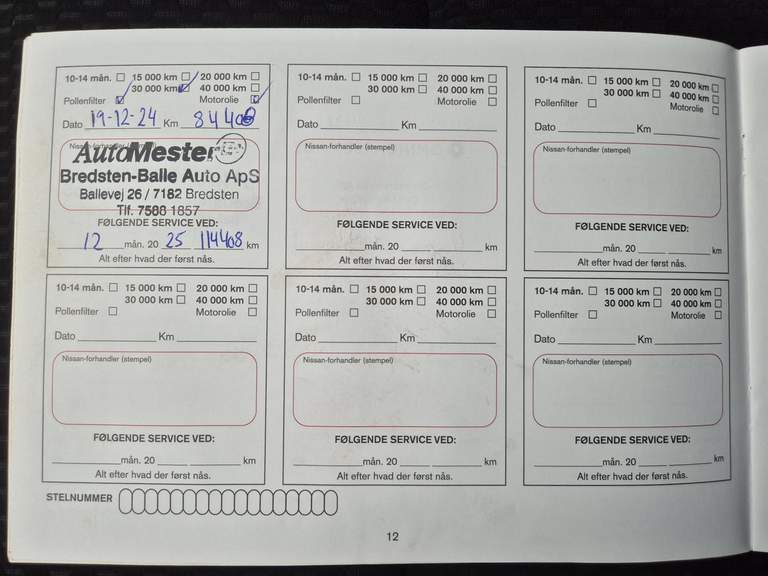 10-14 mån. 15 000 km 20 000 km
30 000 km 40 000 km
Pollenfilter Motorolie
Dato 19-12-24 Km 84408
Nissan-forhandler (stempel)
AutoMester
Bredsten-Balle Auto ApS
Ballevej 26 / 7182 Bredsten
Tlf. 7588 1857
FØLGENDE SERVICE VED:
12 mån. 20 25 114408 km
Alt efter hvad der først nås.
10-14 mån. 15 000 km 20 000 km
30 000 km 40 000 km
Pollenfilter Motorolie
Dato Km
Nissan-forhandler (stempel)
FØLGENDE SERVICE VED:
mån. 20 km
Alt efter hvad der først nås.
10-14 mån. 15 000 km 20 000 km
30 000 km 40 000 km
Pollenfilter Motorolie
Dato Km
Nissan-forhandler (stempel)
FØLGENDE SERVICE VED:
mån. 20 km
Alt efter hvad der først nås.
10-14 mån. 15 000 km 20 000 km
30 000 km 40 000 km
Pollenfilter Motorolie
Dato Km
Nissan-forhandler (stempel)
FØLGENDE SERVICE VED:
mån. 20 km
Alt efter hvad der først nås.
10-14 mån. 15 000 km 20 000 km
30 000 km 40 000 km
Pollenfilter Motorolie
Dato Km
Nissan-forhandler (stempel)
FØLGENDE SERVICE VED:
mån. 20 km
Alt efter hvad der først nås.
10-14 mån. 15 000 km 20 000 km
30 000 km 40 000 km
Pollenfilter Motorolie
Dato Km
Nissan-forhandler (stempel)
FØLGENDE SERVICE VED:
mån. 20 km
Alt efter hvad der først nås.
STELNUMMER
12